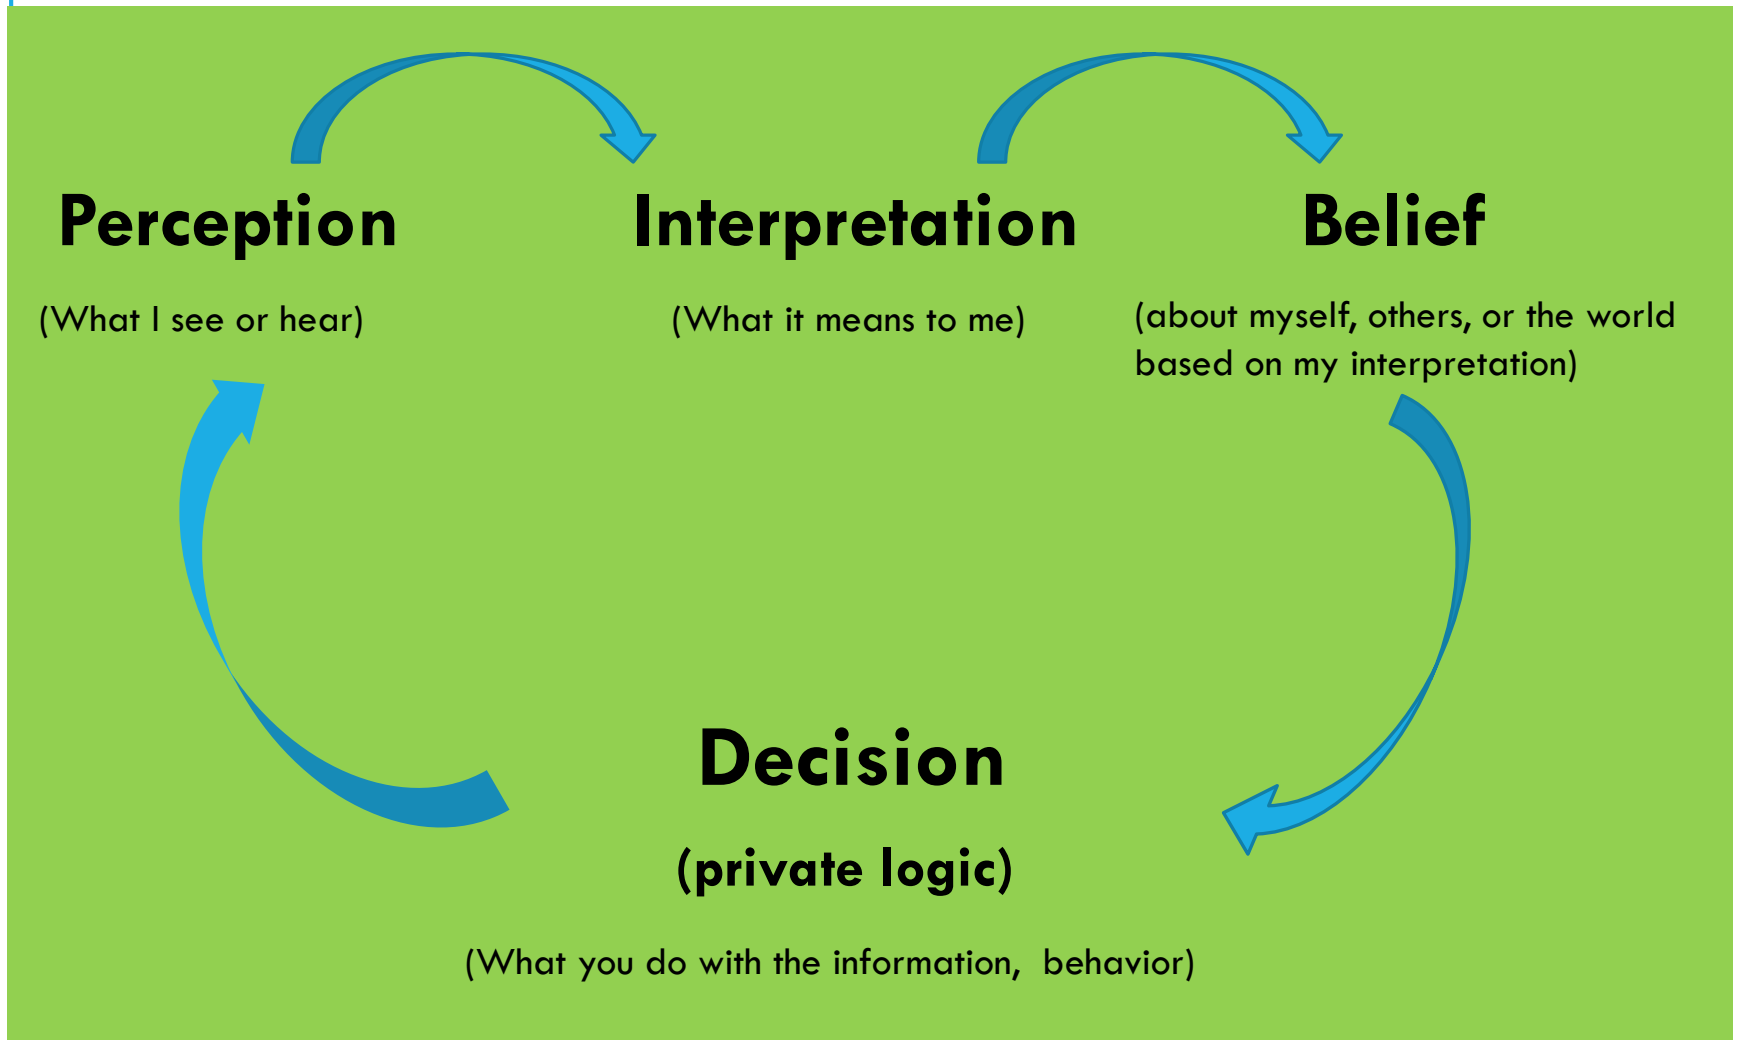 Perception
Interpretation
Belief
(What I see or hear)
(What it means to me)
(about myself, others, or the world
based on my interpretation)
Decision
(private logic)
(What you do with the information,  behavior)